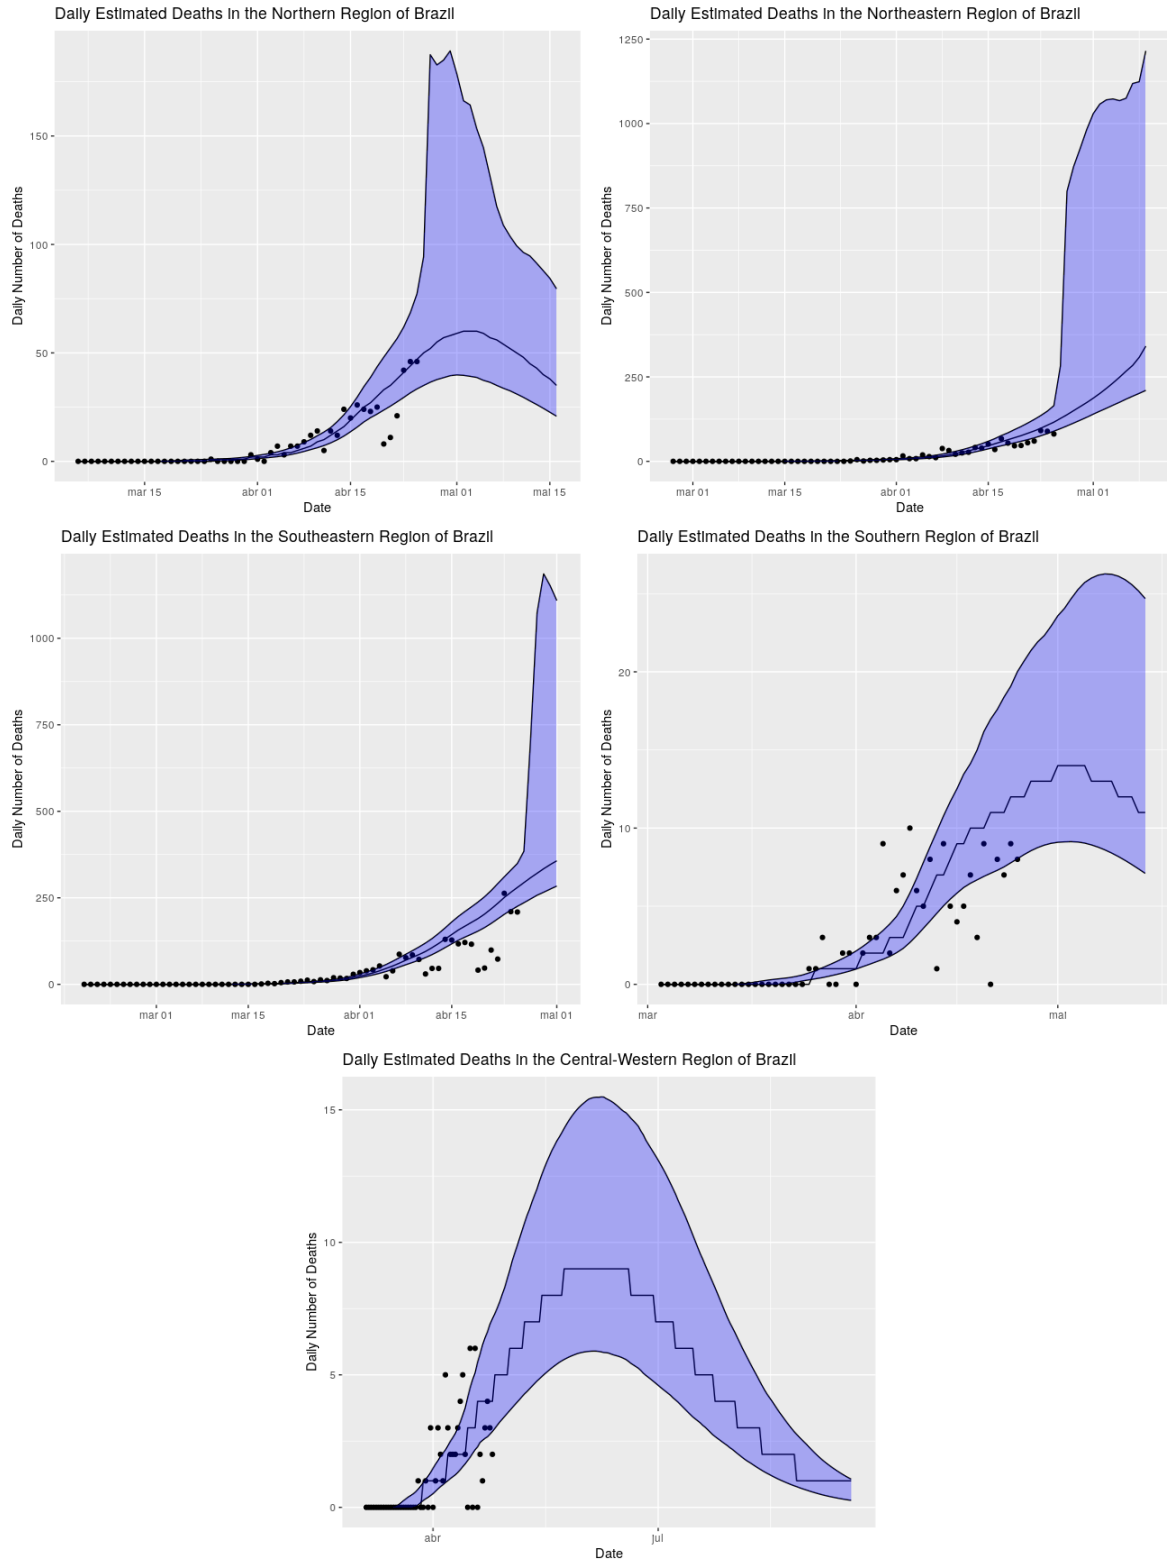 Daily Estimated Deaths in the Northern Region of Brazil
Daily Number of Deaths
150
100
50
0
mar 15
abr 01
abr 15
mai 01
mai 15
Date
Daily Estimated Deaths in the Northeastern Region of Brazil
Daily Number of Deaths
1250
1000
750
500
250
0
mar 01
mar 15
abr 01
abr 15
mai 01
Date
Daily Estimated Deaths in the Southeastern Region of Brazil
Daily Number of Deaths
1000
750
500
250
0
mar 01
mar 15
abr 01
abr 15
mai 01
Date
Daily Estimated Deaths in the Southern Region of Brazil
Daily Number of Deaths
20
10
0
mar
abr
mai
Date
Daily Estimated Deaths in the Central-Western Region of Brazil
Daily Number of Deaths
15
10
5
0
abr
jul
Date